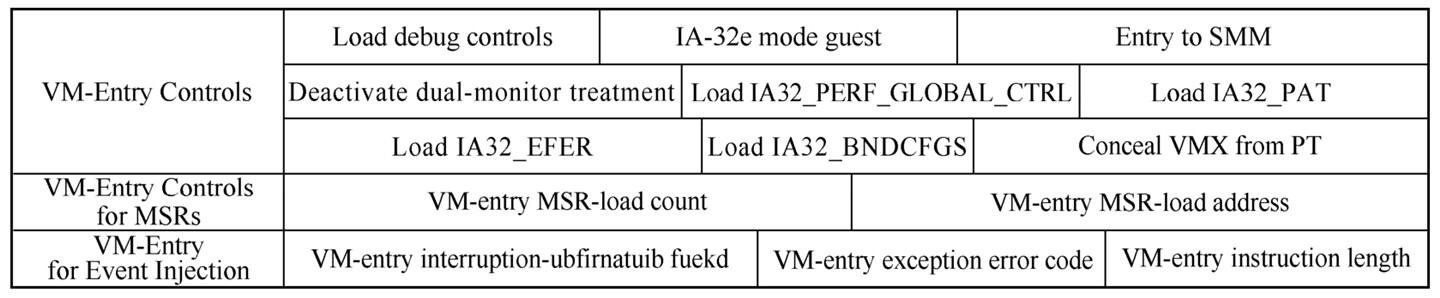 VM-Entry Controls
Load debug controls
IA-32e mode guest
Entry to SMM
Deactivate dual-monitor treatment
Load IA32_PERF_GLOBAL_CTRL
Load IA32_PAT
Load IA32_EFER
Load IA32_BNDCFGS
Conceal VMX from PT
VM-Entry Controls
for MSRs
VM-entry MSR-load count
VM-entry MSR-load address
VM-Entry
for Event Injection
VM-entry interruption-ubfirnatuib fuekd
VM-entry exception error code
VM-entry instruction length